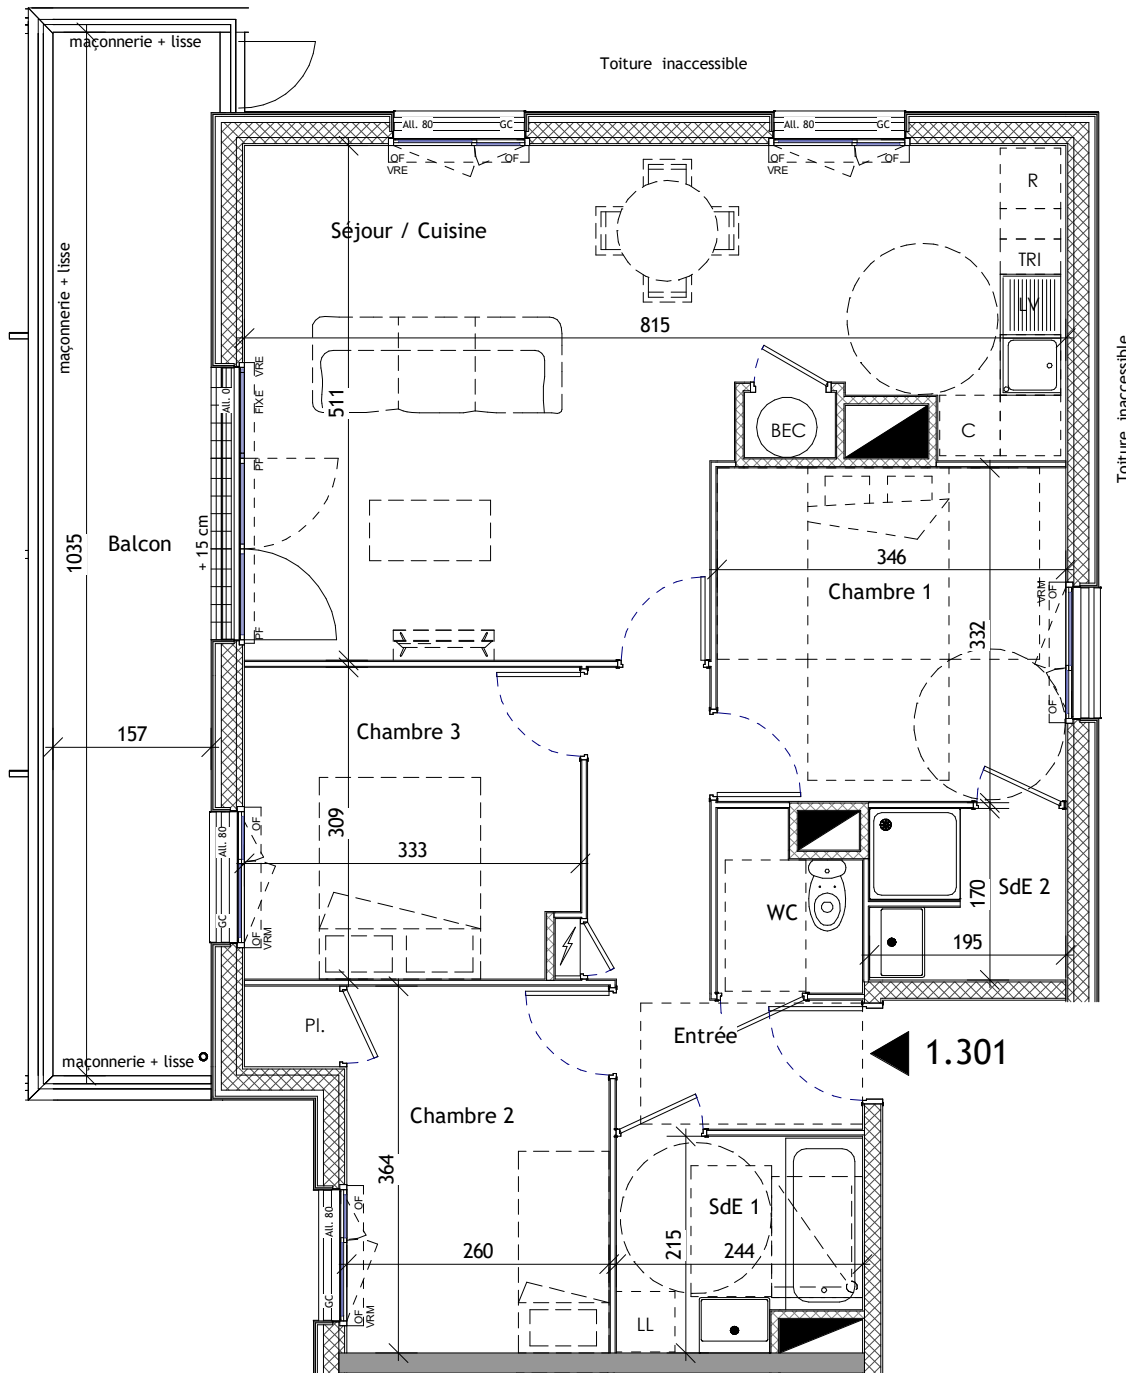 maçonnerie + lisse
Toiture inaccessible
All. 80
GC
All. 80
GC
OF
VRE
OF
OF
VRE
OF
R
Séjour / Cuisine
TRI
LV
maçonnerie + lisse
815
Toiture inaccessible
VRE
FIXE
All. 0
511
BEC
C
PF
+ 15 cm
Balcon
1035
346
Chambre 1
VRM
OF
332
PF
OF
157
Chambre 3
309
All. 80
OF
333
GC
OF
VRM
WC
170
SdE 2
195
Pl.
Entrée
1.301
maçonnerie + lisse
Chambre 2
364
All. 80
OF
SdE 1
215
260
244
GC
OF
VRM
LL